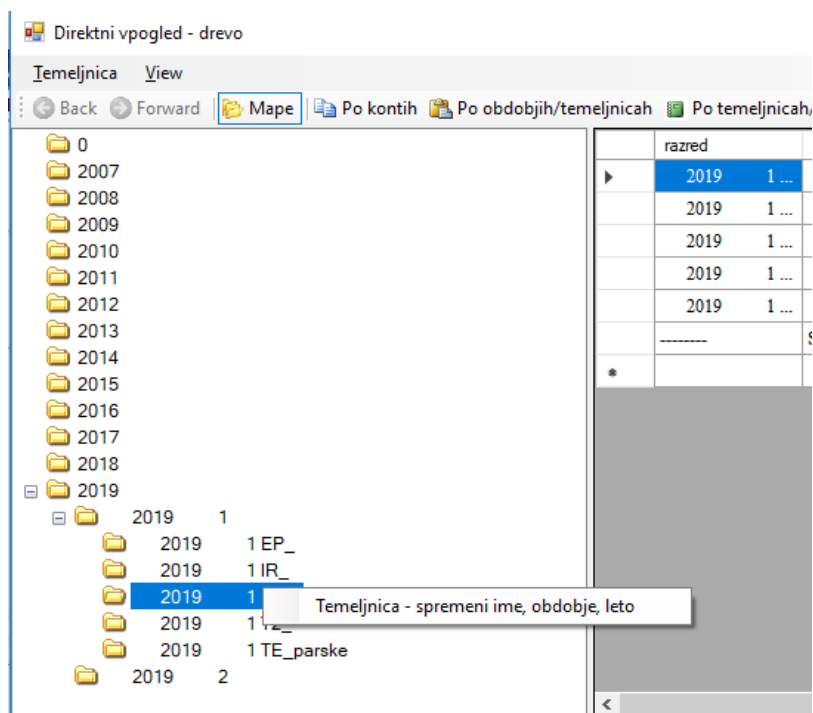 Direktni vpogled - drevo
Temeljnica View
Back Forward Mape Po kontih Po obdobjih/temeljnicah Po temeljnicah/
razred
0
2007
2008
2009
2010
2011
2012
2013
2014
2015
2016
2017
2018
2019
2019 1
2019 1 EP_
2019 1 IR_
2019 1
2019 1
2019 1 TE_parske
2019 2
Temeljnica - spremeni ime, obdobje, leto
2019 1 ...
2019 1 ...
2019 1 ...
2019 1 ...
2019 1 ...
--------